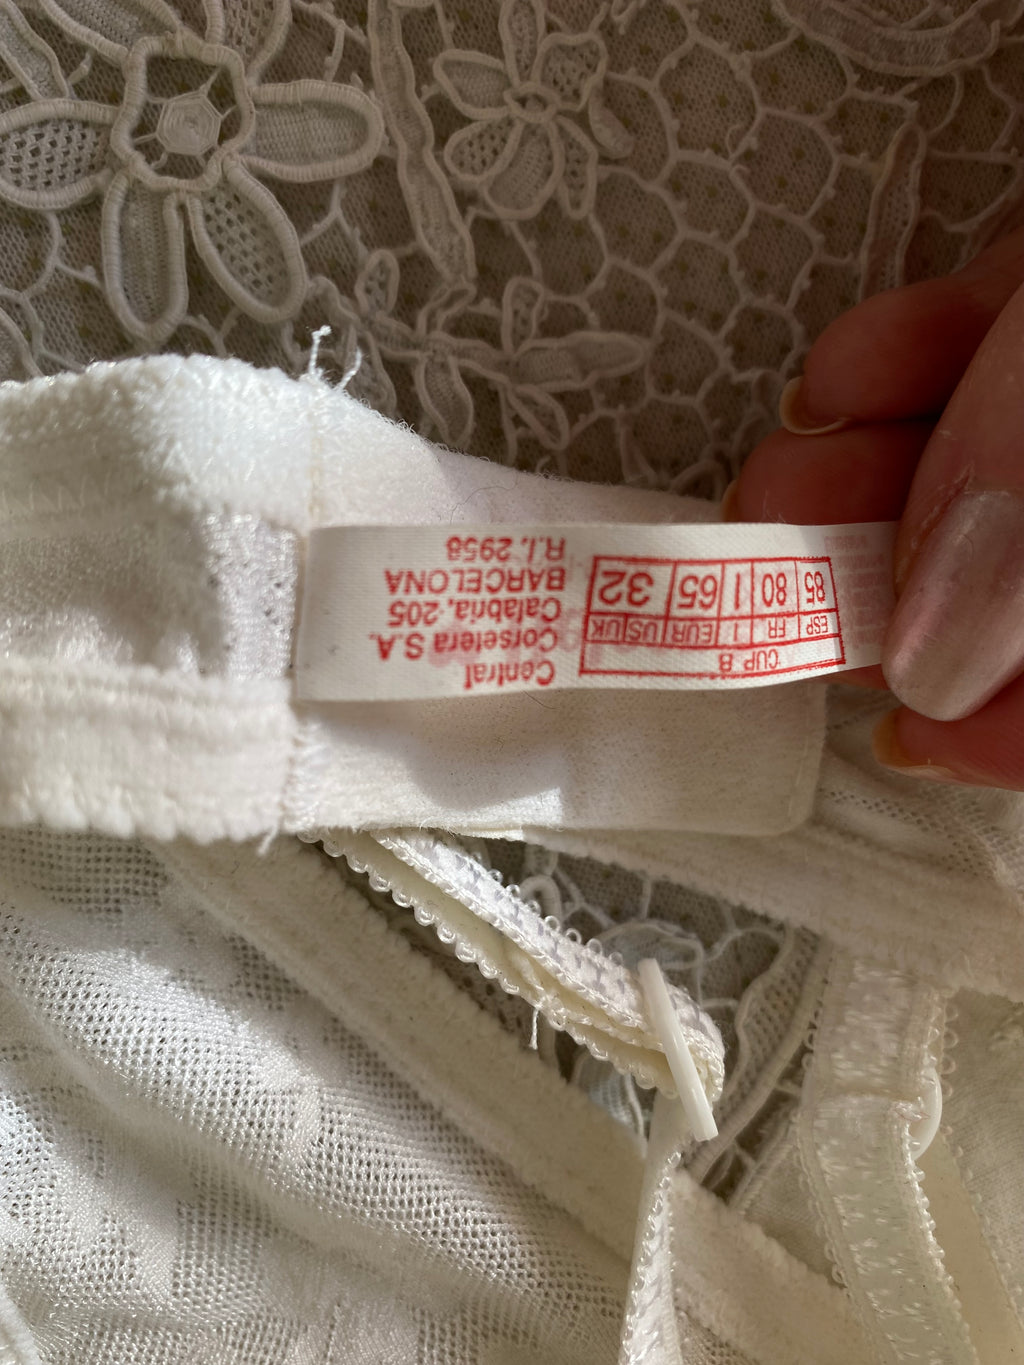 CUP B
ESP FR I EUR US UK
85 80 1 65 32
Central
Corsetera S.A.
Calabria, 205
BARCELONA
R.I. 2958